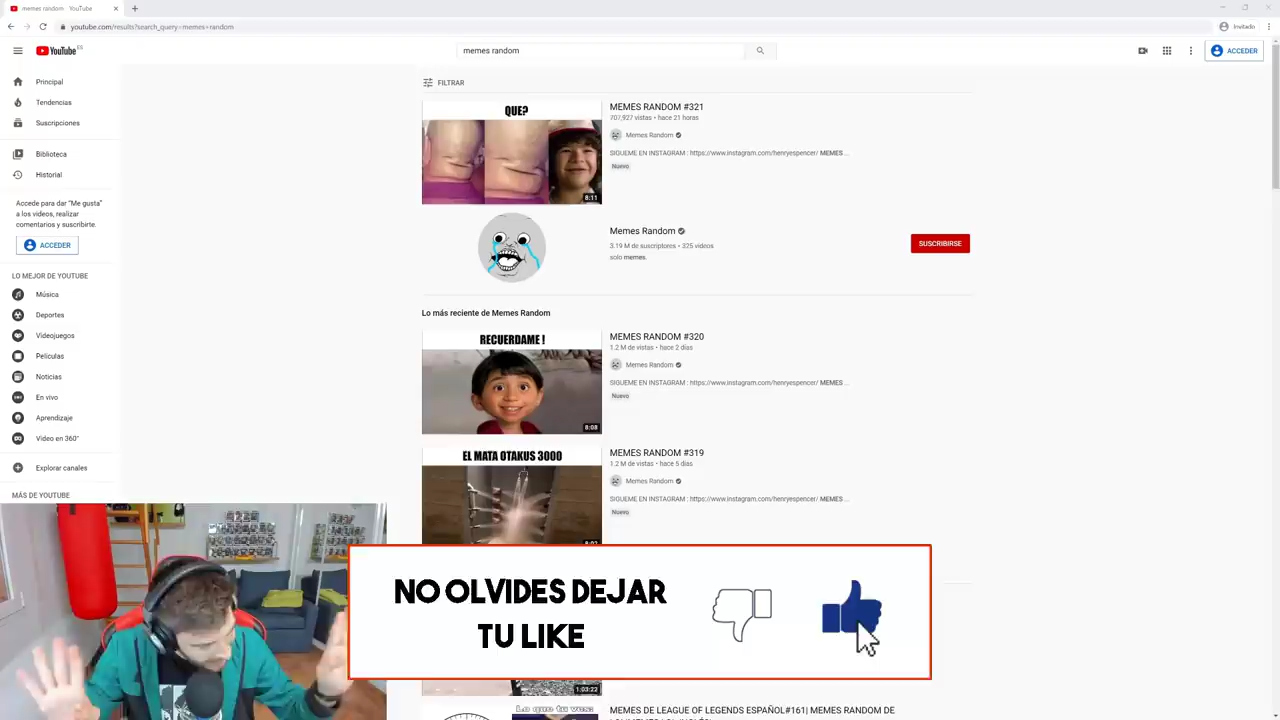 memes random - YouTube
youtube.com/results?search_query=memes+random
Invitado
YouTube ES
memes random
ACCEDER
Principal
Tendencias
Suscripciones
Biblioteca
Historial
Accede para dar "Me gusta"
a los videos, realizar
comentarios y suscribirte.
ACCEDER
LO MEJOR DE YOUTUBE
Música
Deportes
Videojuegos
Películas
Noticias
En vivo
Aprendizaje
Video en 360°
Explorar canales
MÁS DE YOUTUBE
FILTRAR
QUE?
8:11
MEMES RANDOM #321
707,927 vistas • hace 21 horas
Memes Random
SIGUEME EN INSTAGRAM : https://www.instagram.com/henryespencer/ MEMES ...
Nuevo
Memes Random
3.19 M de suscriptores • 325 videos
solo memes.
SUSCRIBIRSE
Lo más reciente de Memes Random
RECUERDAME !
8:08
MEMES RANDOM #320
1.2 M de vistas • hace 2 días
Memes Random
SIGUEME EN INSTAGRAM : https://www.instagram.com/henryespencer/ MEMES ...
Nuevo
EL MATA OTAKUS 3000
MEMES RANDOM #319
1.2 M de vistas • hace 5 días
Memes Random
SIGUEME EN INSTAGRAM : https://www.instagram.com/henryespencer/ MEMES ...
Nuevo
NO OLVIDES DEJAR
TU LIKE
1:03:22
Lo que tu ves:
MEMES DE LEAGUE OF LEGENDS ESPAÑOL#161| MEMES RANDOM DE